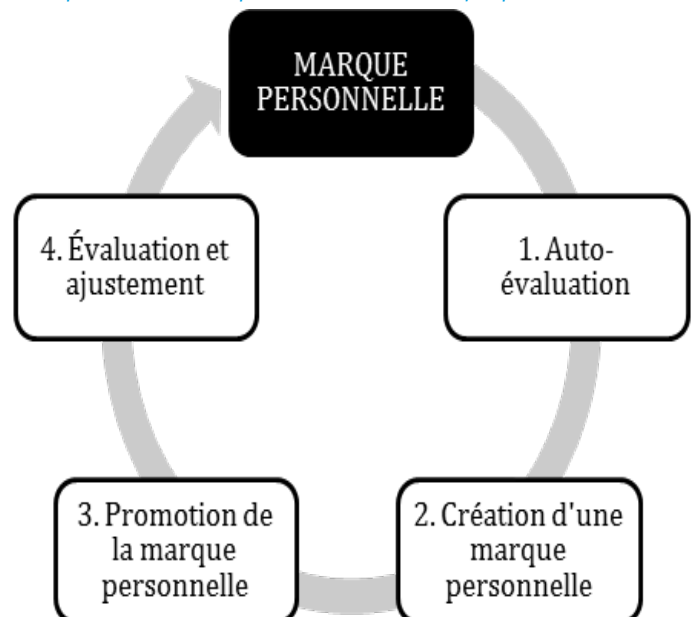 MARQUE
PERSONNELLE
1. Auto-
évaluation
2. Création d'une
marque
personnelle
3. Promotion de
la marque
personnelle
4. Évaluation et
ajustement